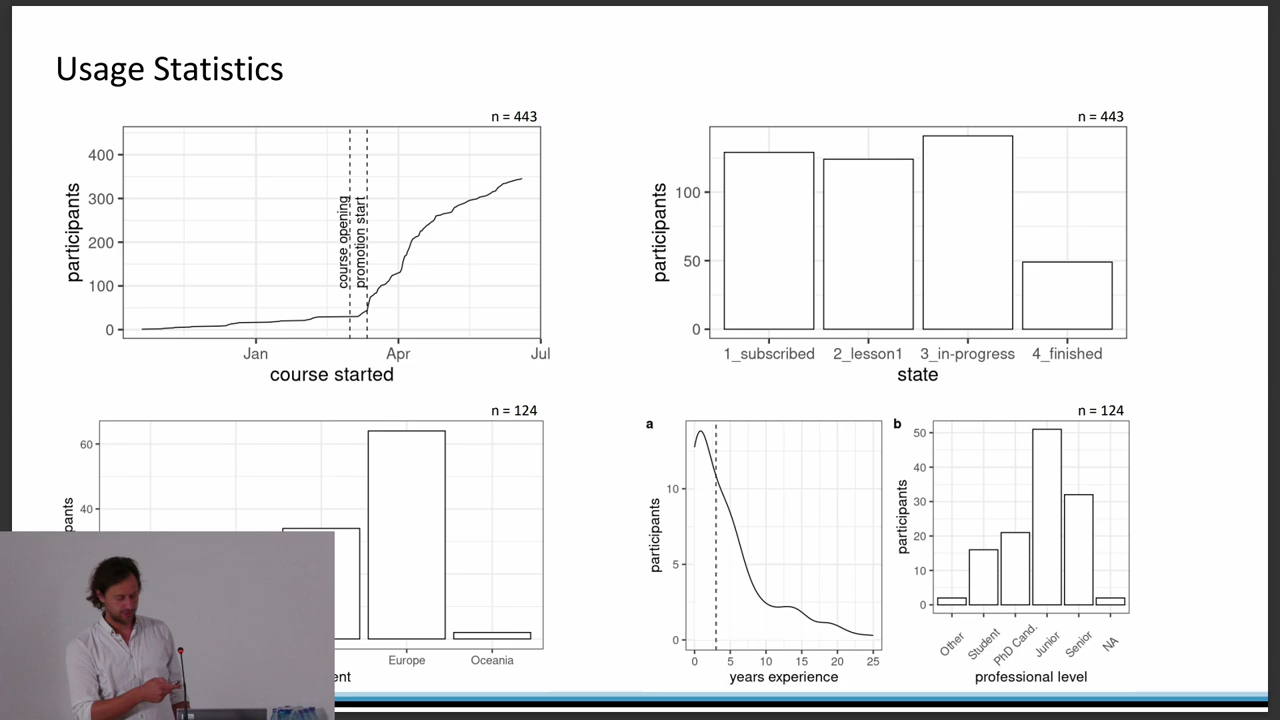 Usage Statistics
n = 443
400
300
200
100
0
participants
course opening
promotion start
Jan
Apr
Jul
course started
n = 443
100
50
0
participants
1_subscribed
2_lesson1
3_in-progress
4_finished
state
n = 124
60
40
pants
Europe
Oceania
ent
a
10
5
0
participants
0
5
10
15
20
25
years experience
b
n = 124
50
40
30
20
10
0
participants
Other
Student
PhD Cand.
Junior
Senior
NA
professional level